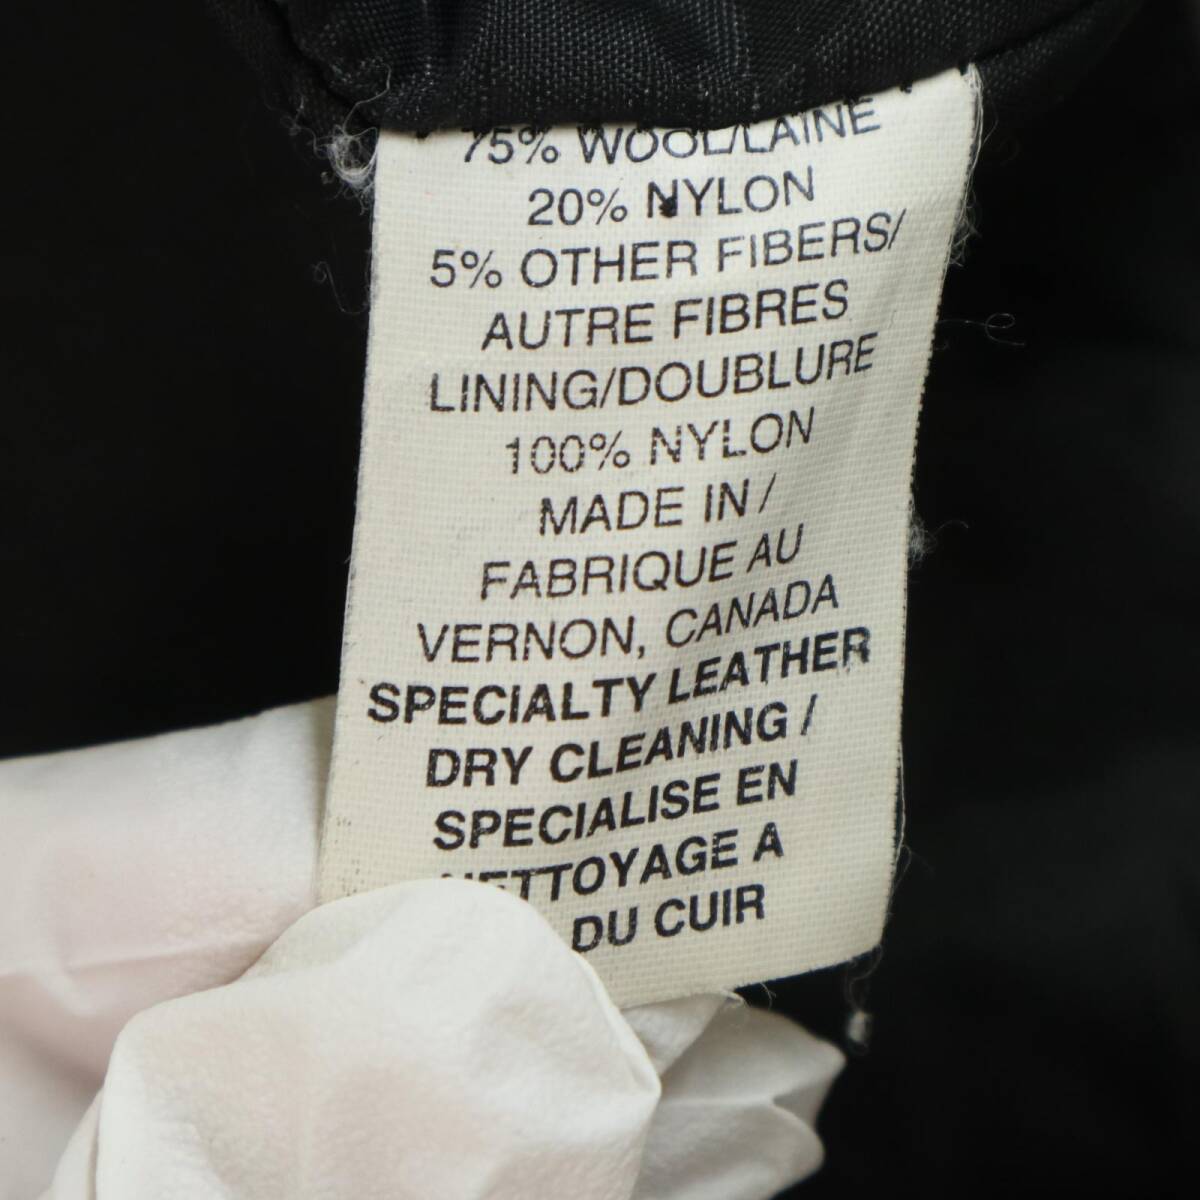 75% WOOL/LAINE
20% NYLON
5% OTHER FIBERS/
AUTRE FIBRES
LINING/DOUBLURE
100% NYLON
MADE IN /
FABRIQUE AU
VERNON, CANADA
SPECIALTY LEATHER
DRY CLEANING /
SPECIALISE EN
NETTOYAGE A
DU CUIR